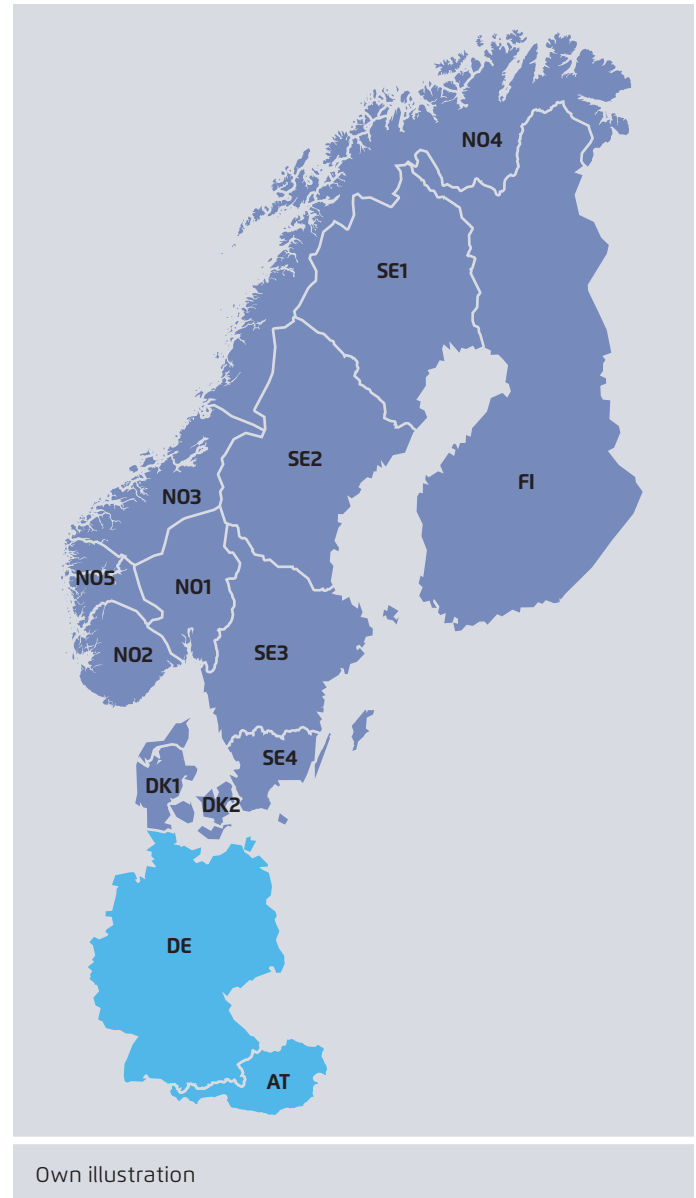 NO4
SE1
SE2
FI
NO3
NO5
NO1
NO2
SE3
SE4
DK1
DK2
DE
AT
Own illustration